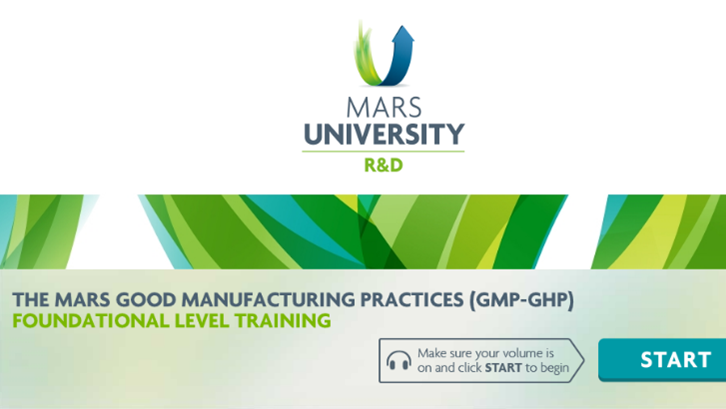 MARS
UNIVERSITY
R&D
THE MARS GOOD MANUFACTURING PRACTICES (GMP-GHP)
FOUNDATIONAL LEVEL TRAINING
Make sure your volume is
on and click START to begin
START